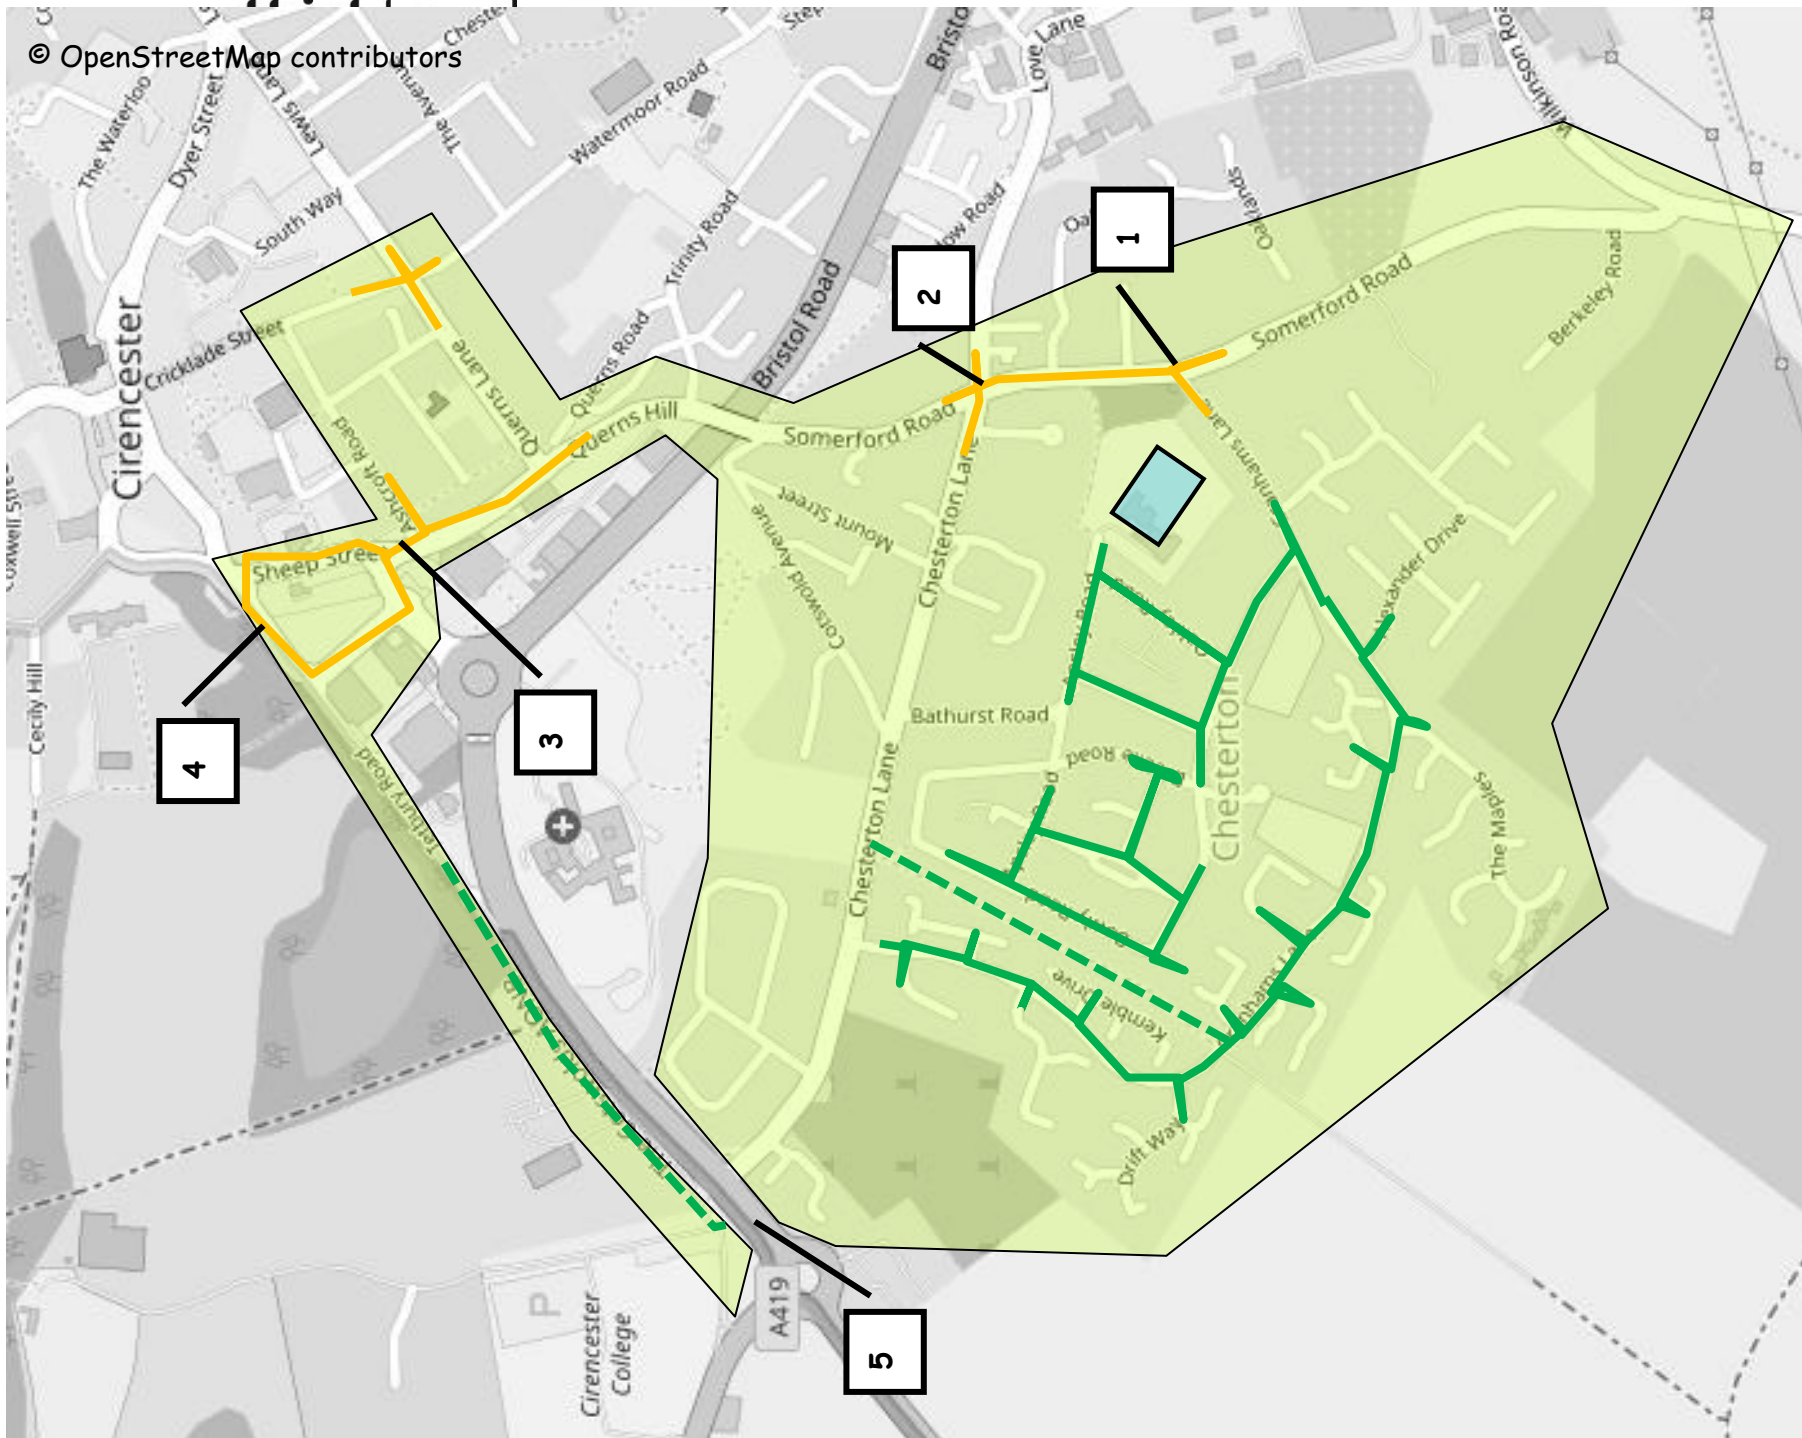 © OpenStreetMap contributors
The Waterloo
Dyer Street
Lewis Lane
The Avenue
Watermoor Road
South Way
Love Lane
Wilkinson Road
Cirencester
Cricklade Street
Querns Lane
Queens Road
Trinity Road
Bristol Road
Oaklands
1
2
Somerford Road
Berkeley Road
Ashcroft Road
Querns Hill
Somerford Road
Sheep Street
Mount Street
Cotswold Avenue
Chesterton Lane
Alexander Drive
Cecily Hill
4
3
Bathurst Road
Chesterton
Tetbury Road
Chesterton Lane
The Maples
Kemble Drive
Drift Way
Cirencester
College
P
A419
5